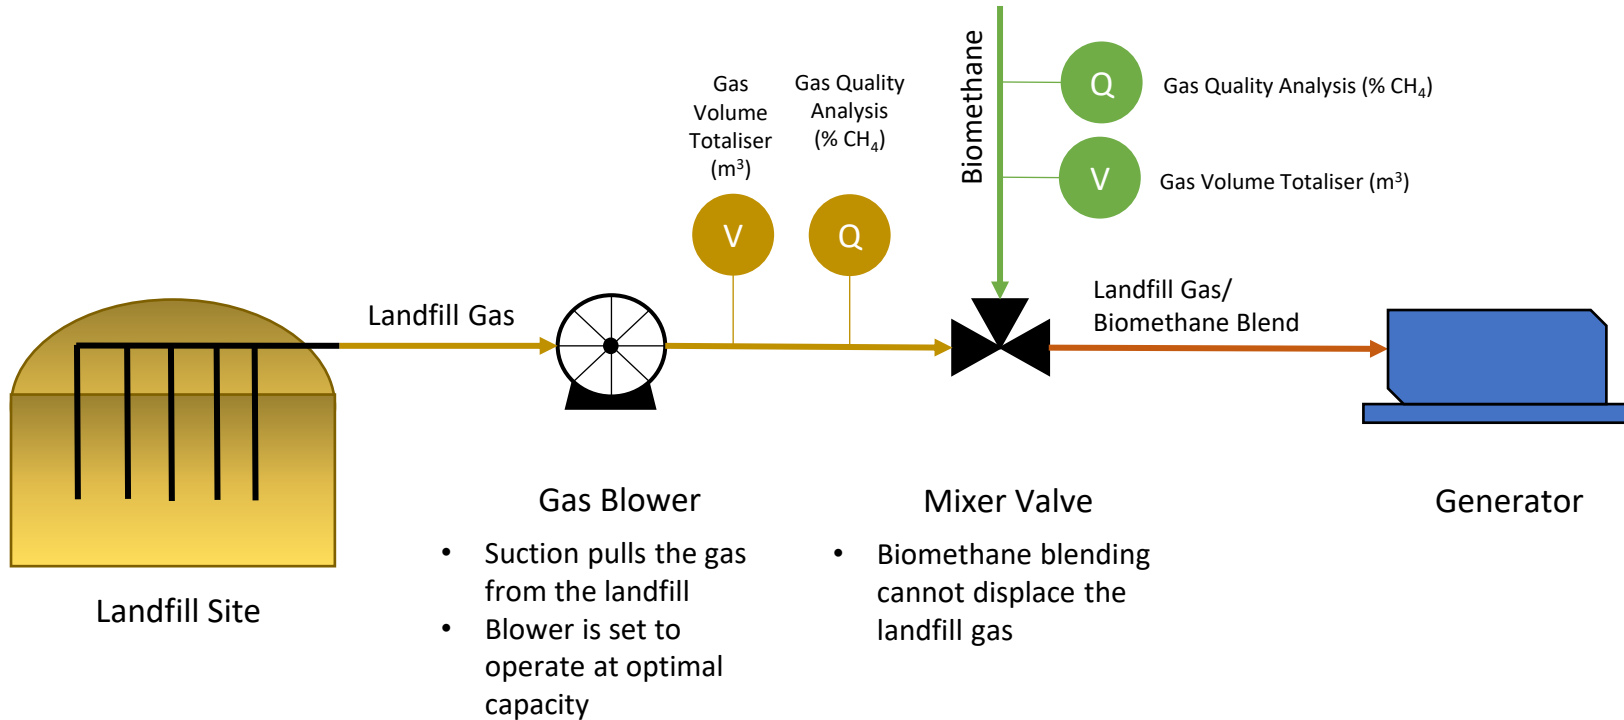 Gas
Volume
Totaliser
(m³)
V
Gas Quality
Analysis
(% CH₄)
Q
Biomethane
Q
Gas Quality Analysis (% CH₄)
V
Gas Volume Totaliser (m³)
Landfill Gas
Landfill Gas/
Biomethane Blend
Landfill Site
Gas Blower
• Suction pulls the gas
from the landfill
• Blower is set to
operate at optimal
capacity
Mixer Valve
• Biomethane blending
cannot displace the
landfill gas
Generator